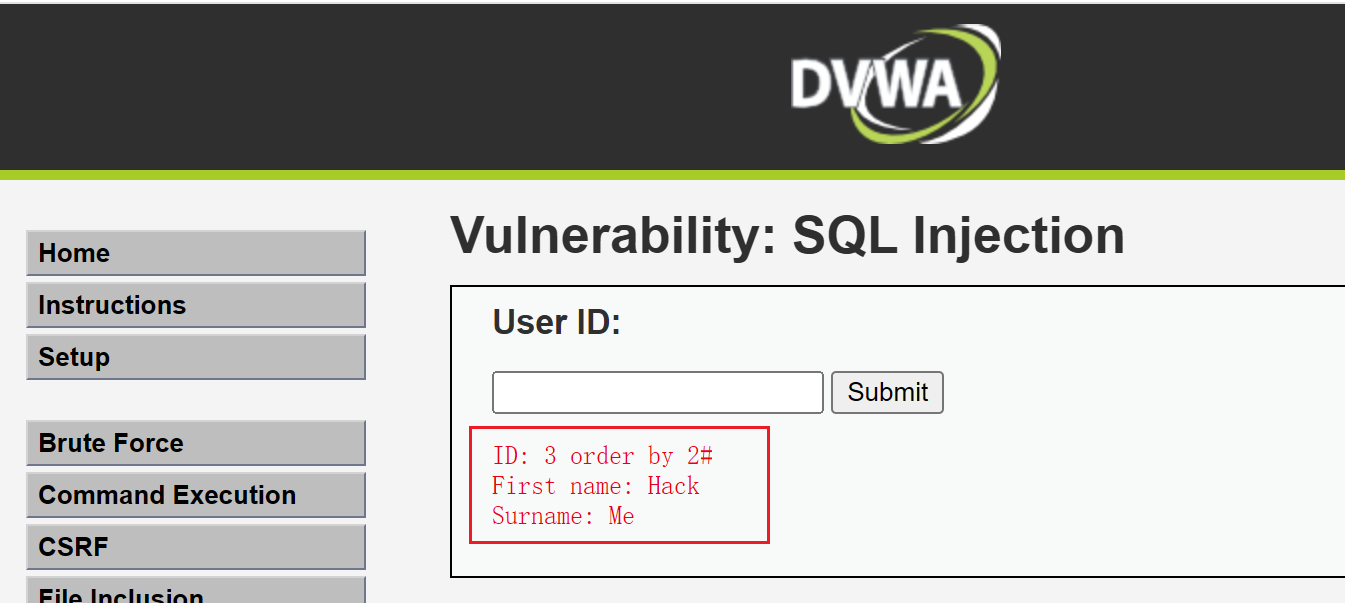 DVWA
Vulnerability: SQL Injection
Home
Instructions
Setup
Brute Force
Command Execution
CSRF
File Inclusion
User ID:
Submit
ID: 3 order by 2#
First name: Hack
Surname: Me